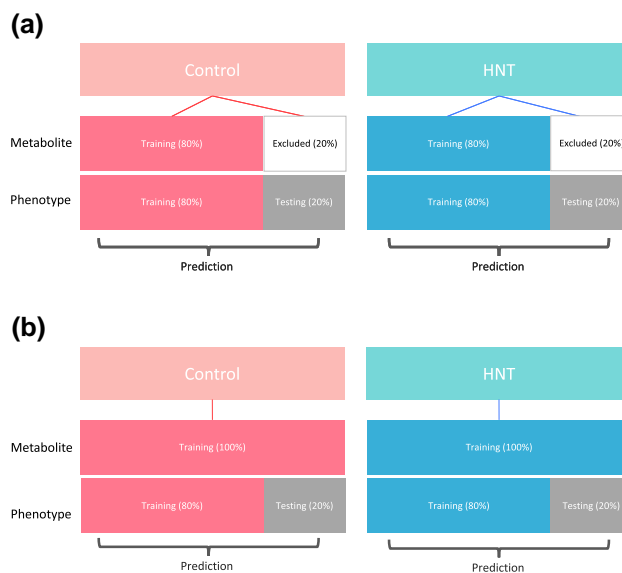 (a)
Control HNT
Metabolite Training (80%) Excluded (20%) Training (80%) Excluded (20%)
Phenotype Training (80%) Testing (20%) Training (80%) Testing (20%)
Prediction Prediction
(b)
Control HNT
Metabolite Training (100%) Training (100%)
Phenotype Training (80%) Testing (20%) Training (80%) Testing (20%)
Prediction Prediction